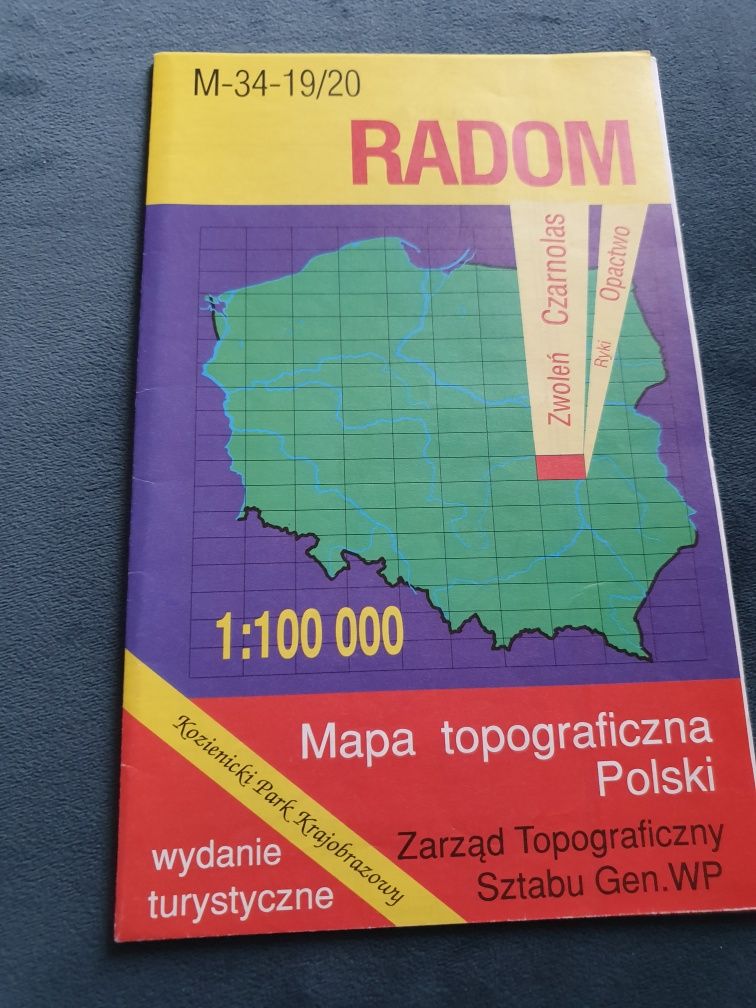 M-34-19/20
RADOM
Zwoleń Czarnolas
Ryki Opactwo
1:100 000
Mapa topograficzna
Polski
Kozienicki Park Krajobrazowy
wydanie
turystyczne
Zarząd Topograficzny
Sztabu Gen.WP